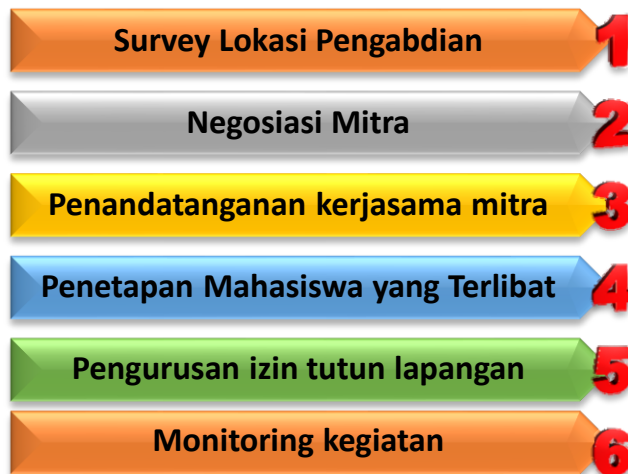 Survey Lokasi Pengabdian 1
Negosiasi Mitra 2
Penandatanganan kerjasama mitra 3
Penetapan Mahasiswa yang Terlibat 4
Pengurusan izin tutun lapangan 5
Monitoring kegiatan 6